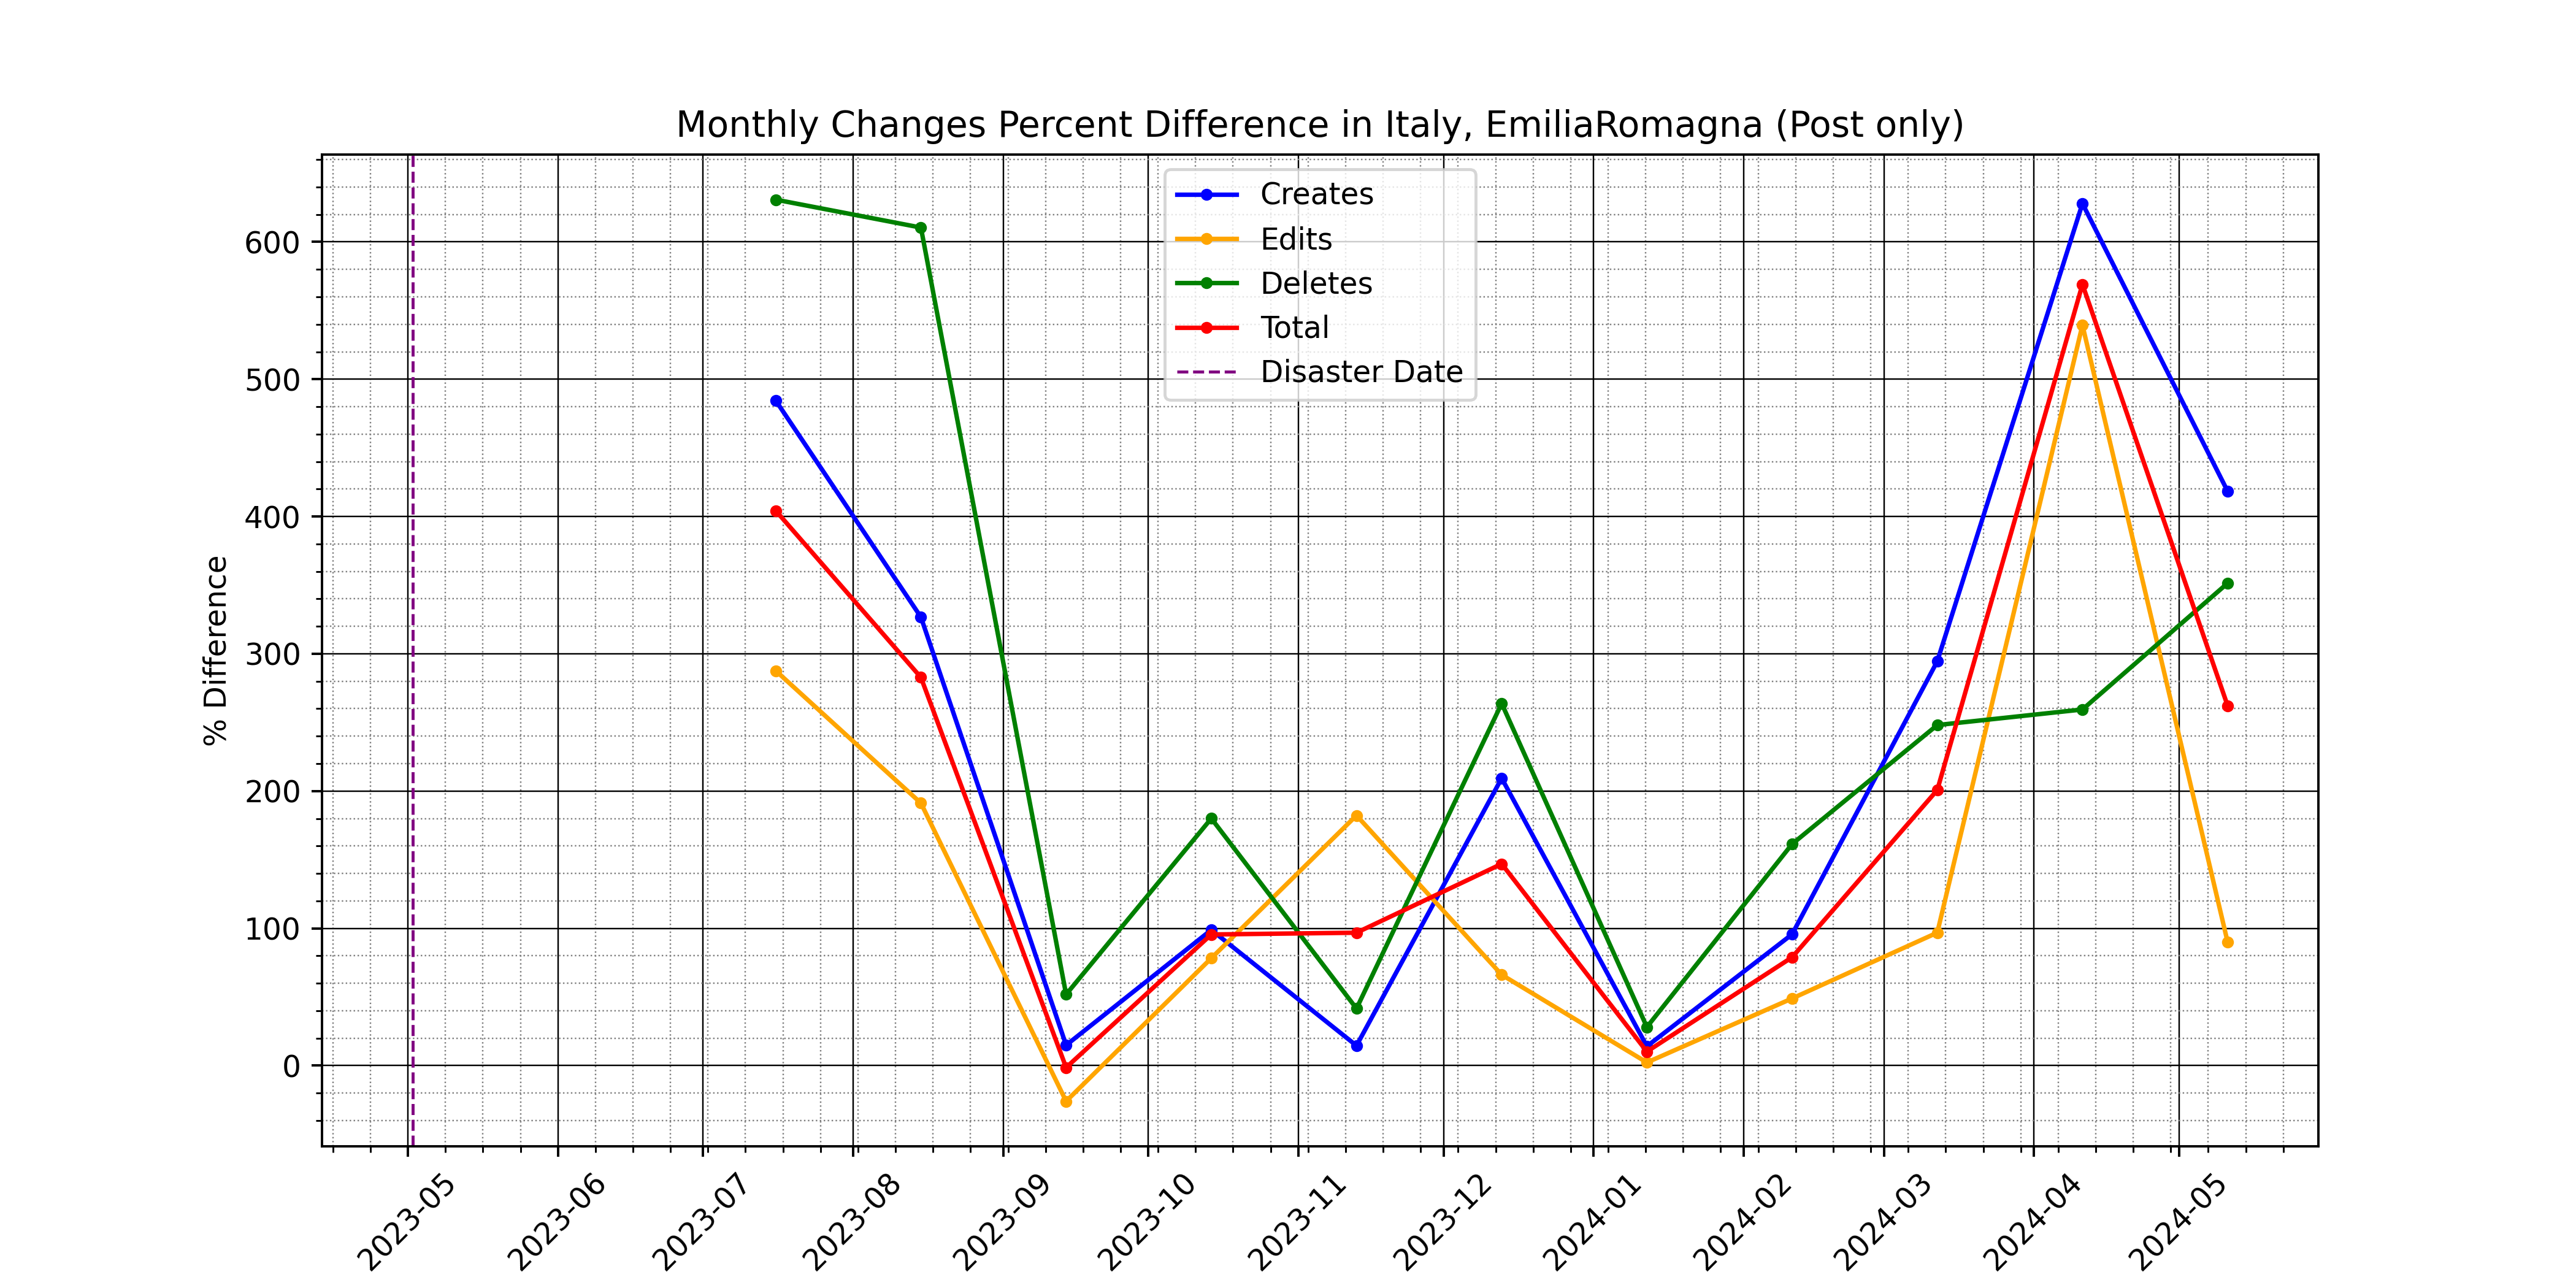 Monthly Changes Percent Difference in Italy, EmiliaRomagna (Post only)
Creates
Edits
Deletes
Total
Disaster Date
% Difference
600
500
400
300
200
100
0
2023-05
2023-06
2023-07
2023-08
2023-09
2023-10
2023-11
2023-12
2024-01
2024-02
2024-03
2024-04
2024-05